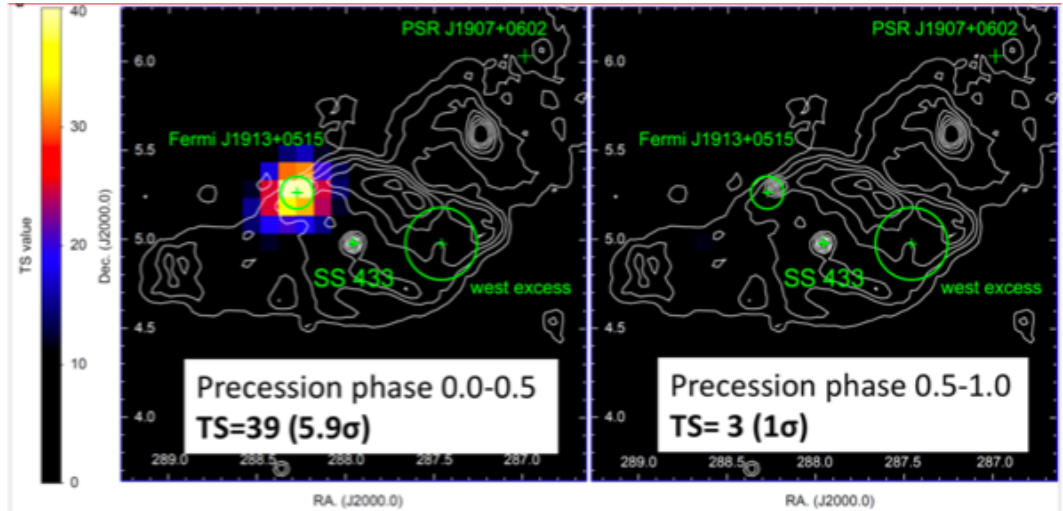 40
30
20
10
0
TS value
Dec. (J2000.0)
6.0
5.5
5.0
4.5
4.0
PSR J1907+0602
Fermi J1913+0515
SS 433
west excess
Precession phase 0.0-0.5
TS=39 (5.9σ)
289.0
288.5
288.0
287.5
287.0
RA. (J2000.0)
6.0
5.5
5.0
4.5
4.0
PSR J1907+0602
Fermi J1913+0515
SS 433
west excess
Precession phase 0.5-1.0
TS= 3 (1σ)
289.0
288.5
288.0
287.5
287.0
RA. (J2000.0)